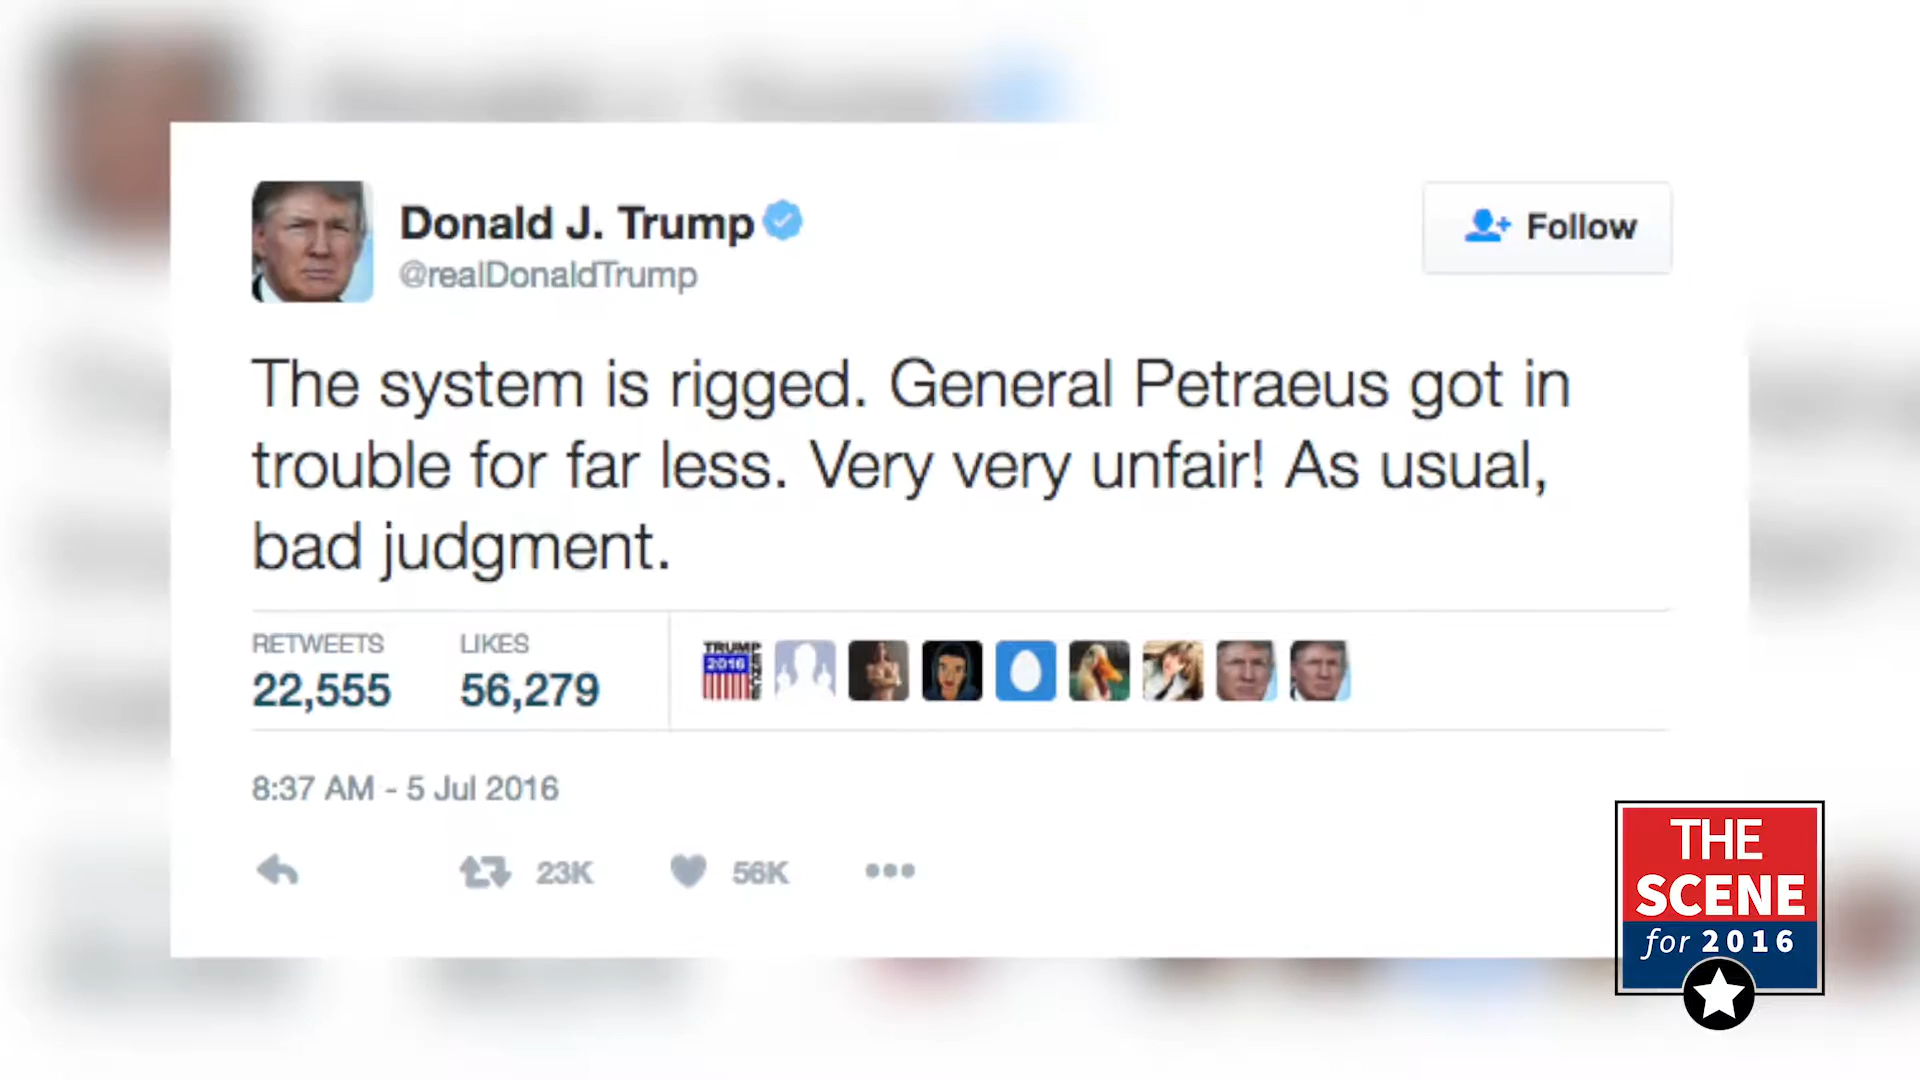 Donald J. Trump
@realDonaldTrump
Follow
The system is rigged. General Petraeus got in
trouble for far less. Very very unfair! As usual,
bad judgment.
RETWEETS
22,555
LIKES
56,279
TRUMP
2016
8:37 AM - 5 Jul 2016
23K
56K
THE
SCENE
for 2016